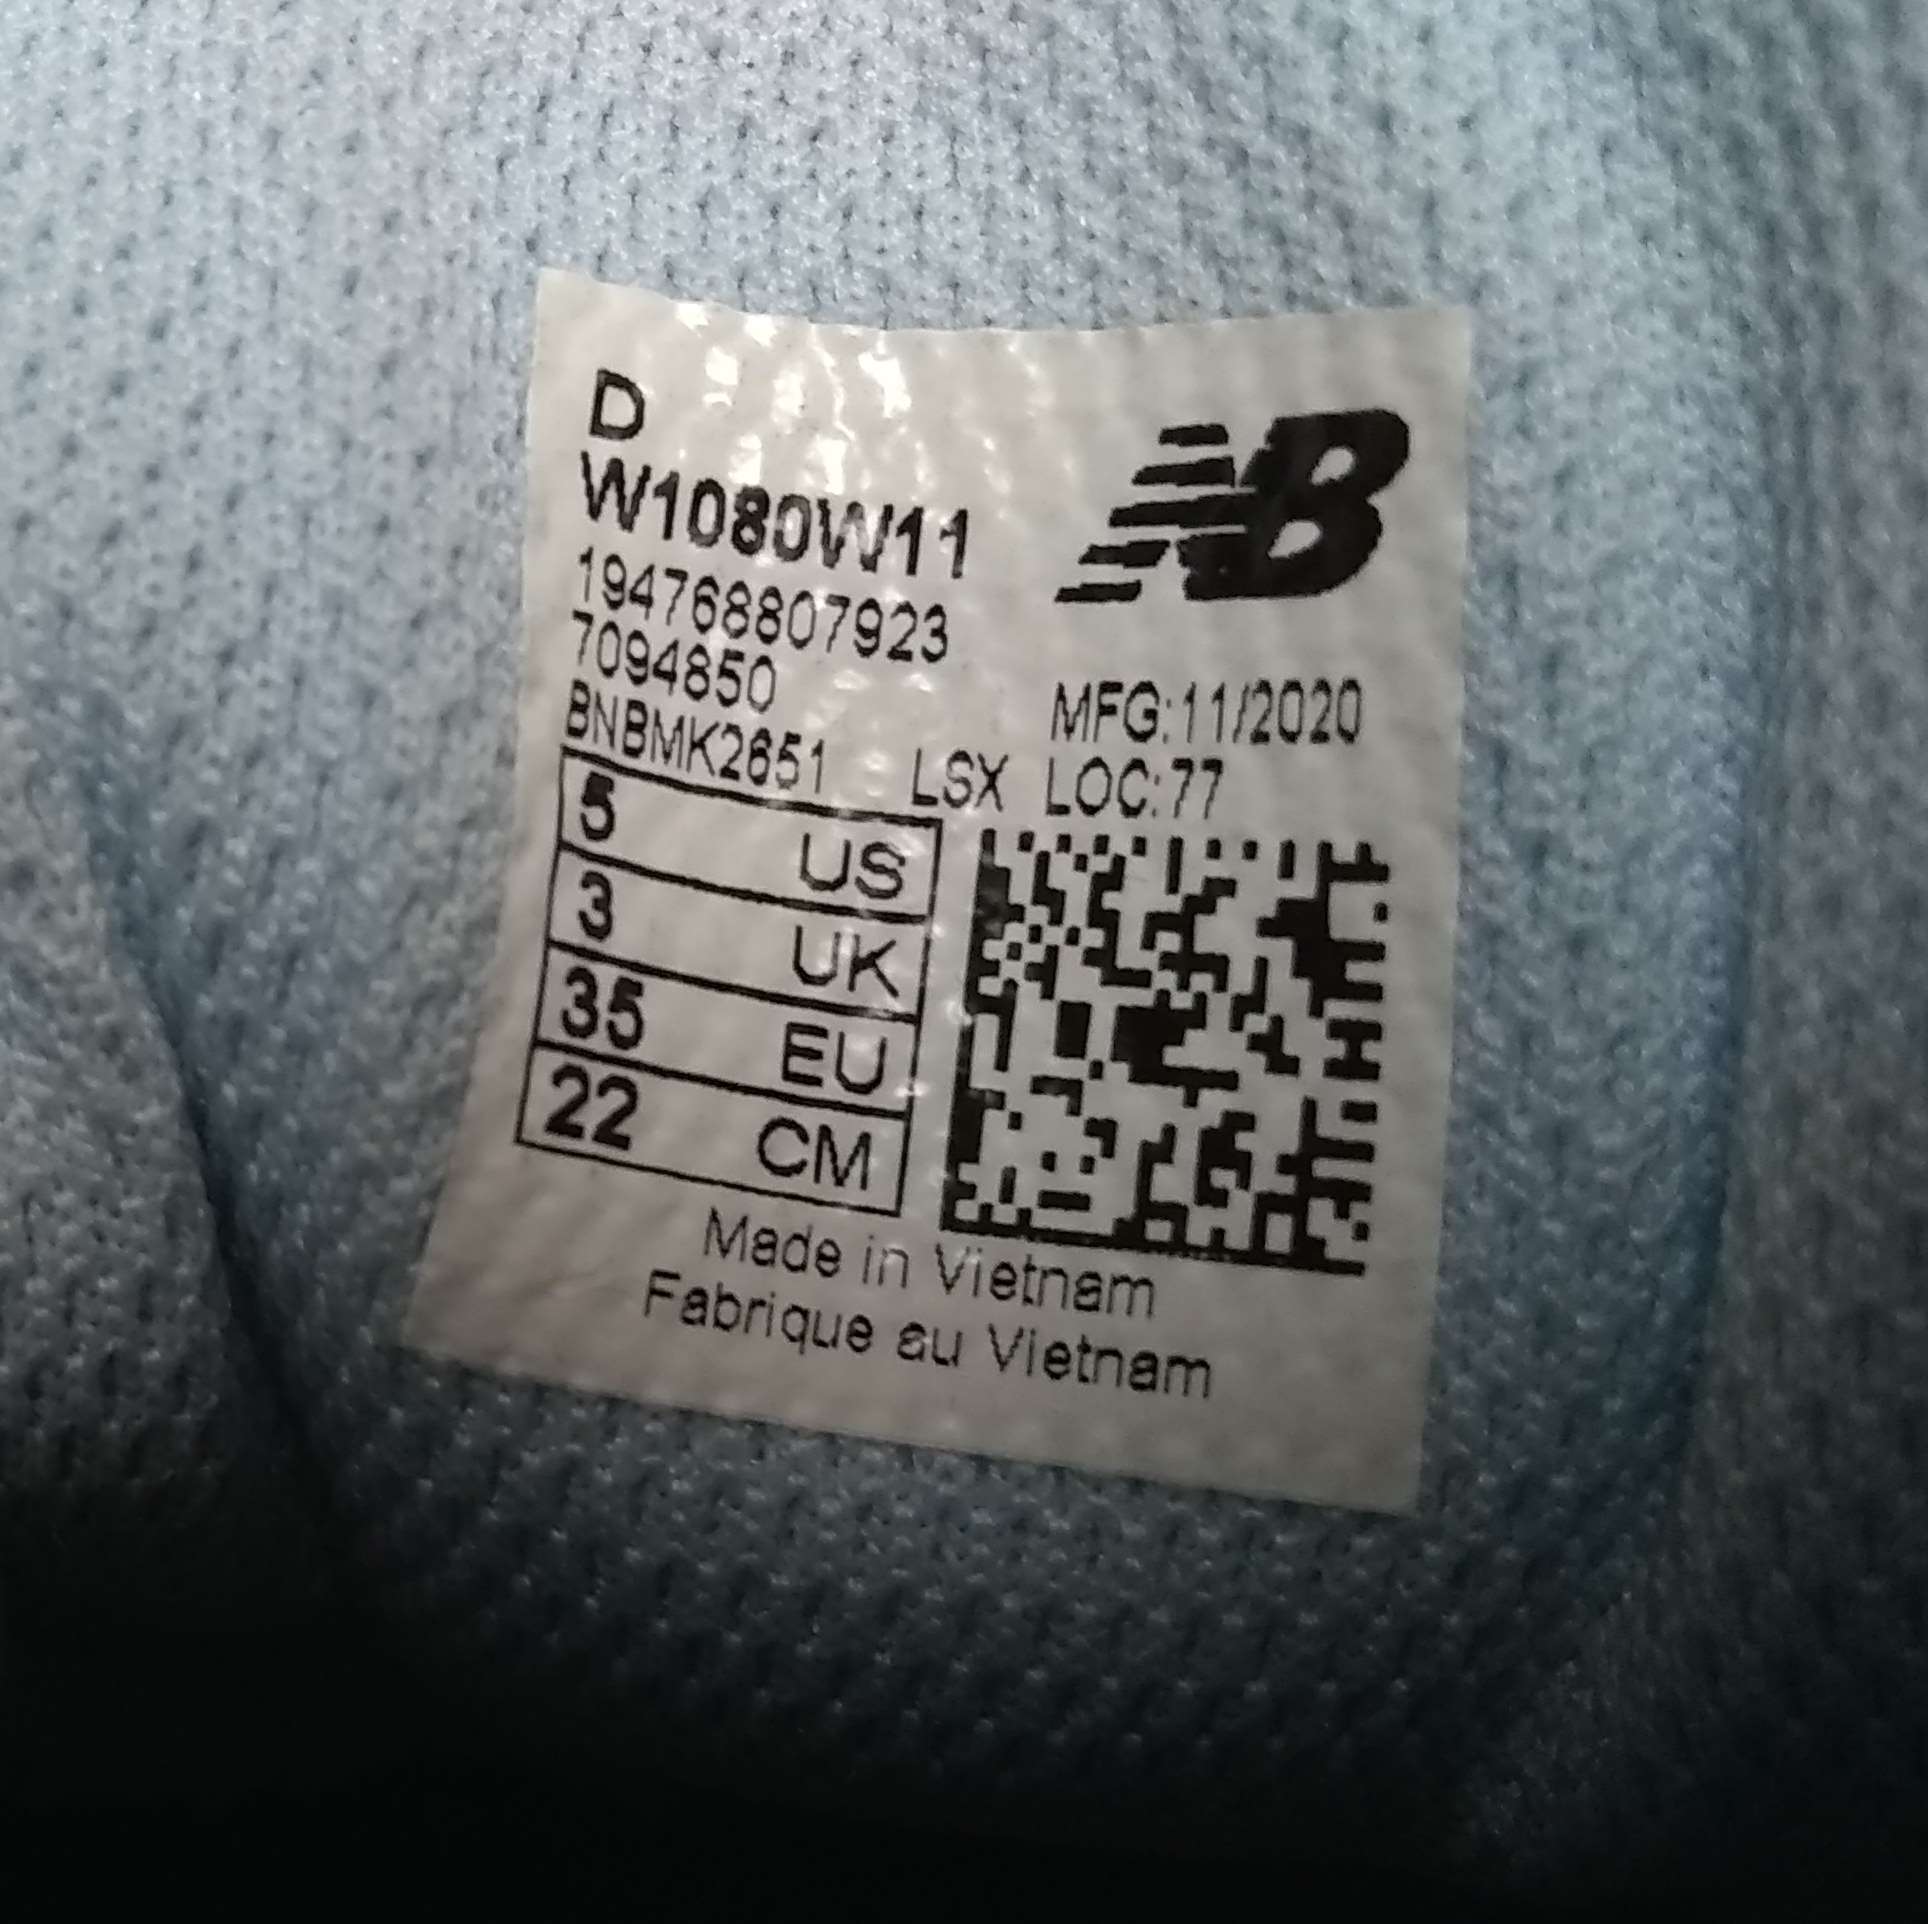 D
W1080W11
NB
194768807923
7094850
MFG:11/2020
BNBMK2651 LSX LOC:77
5 US
3 UK
35 EU
22 CM
Made in Vietnam
Fabrique au Vietnam